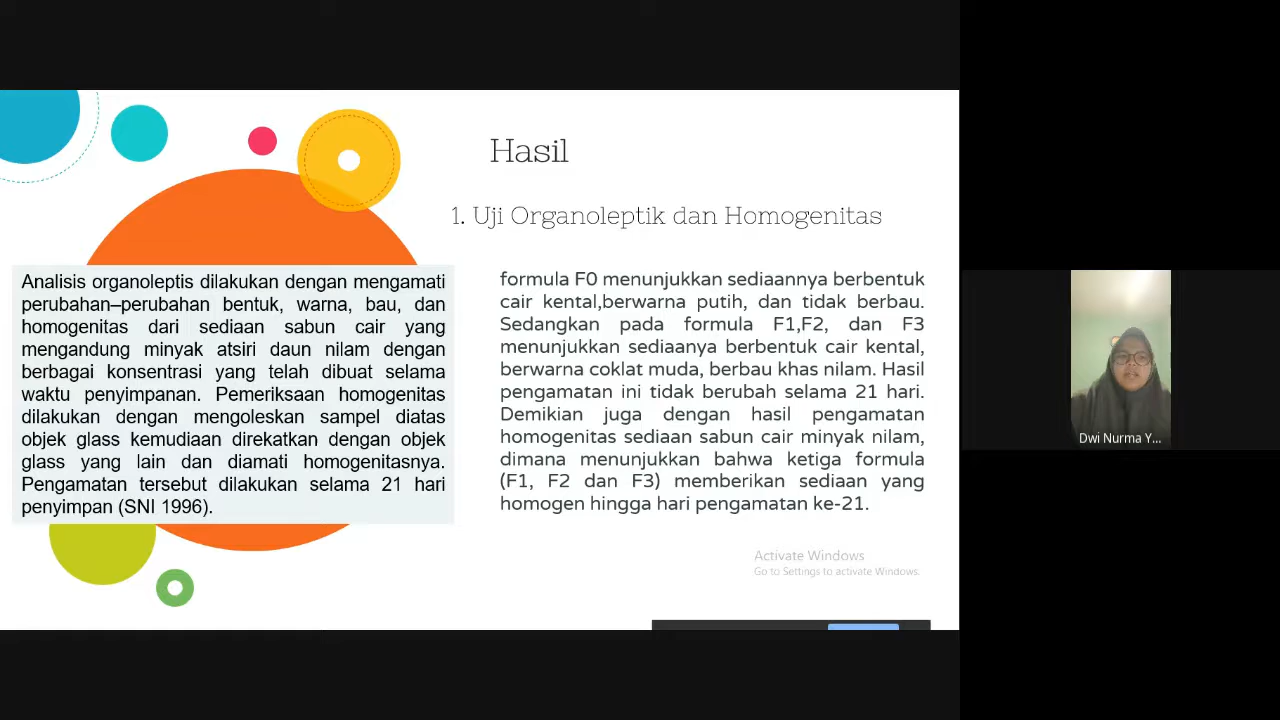 Hasil
1. Uji Organoleptik dan Homogenitas
Analisis organoleptis dilakukan dengan mengamati
perubahan–perubahan bentuk, warna, bau, dan
homogenitas dari sediaan sabun cair yang
mengandung minyak atsiri daun nilam dengan
berbagai konsentrasi yang telah dibuat selama
waktu penyimpanan. Pemeriksaan homogenitas
dilakukan dengan mengoleskan sampel diatas
objek glass kemudiaan direkatkan dengan objek
glass yang lain dan diamati homogenitasnya.
Pengamatan tersebut dilakukan selama 21 hari
penyimpan (SNI 1996).
formula F0 menunjukkan sediaannya berbentuk
cair kental,berwarna putih, dan tidak berbau.
Sedangkan pada formula F1,F2, dan F3
menunjukkan sediaanya berbentuk cair kental,
berwarna coklat muda, berbau khas nilam. Hasil
pengamatan ini tidak berubah selama 21 hari.
Demikian juga dengan hasil pengamatan
homogenitas sediaan sabun cair minyak nilam,
dimana menunjukkan bahwa ketiga formula
(F1, F2 dan F3) memberikan sediaan yang
homogen hingga hari pengamatan ke-21.
Activate Windows
Go to Settings to activate Windows.
Dwi Nurma Y...